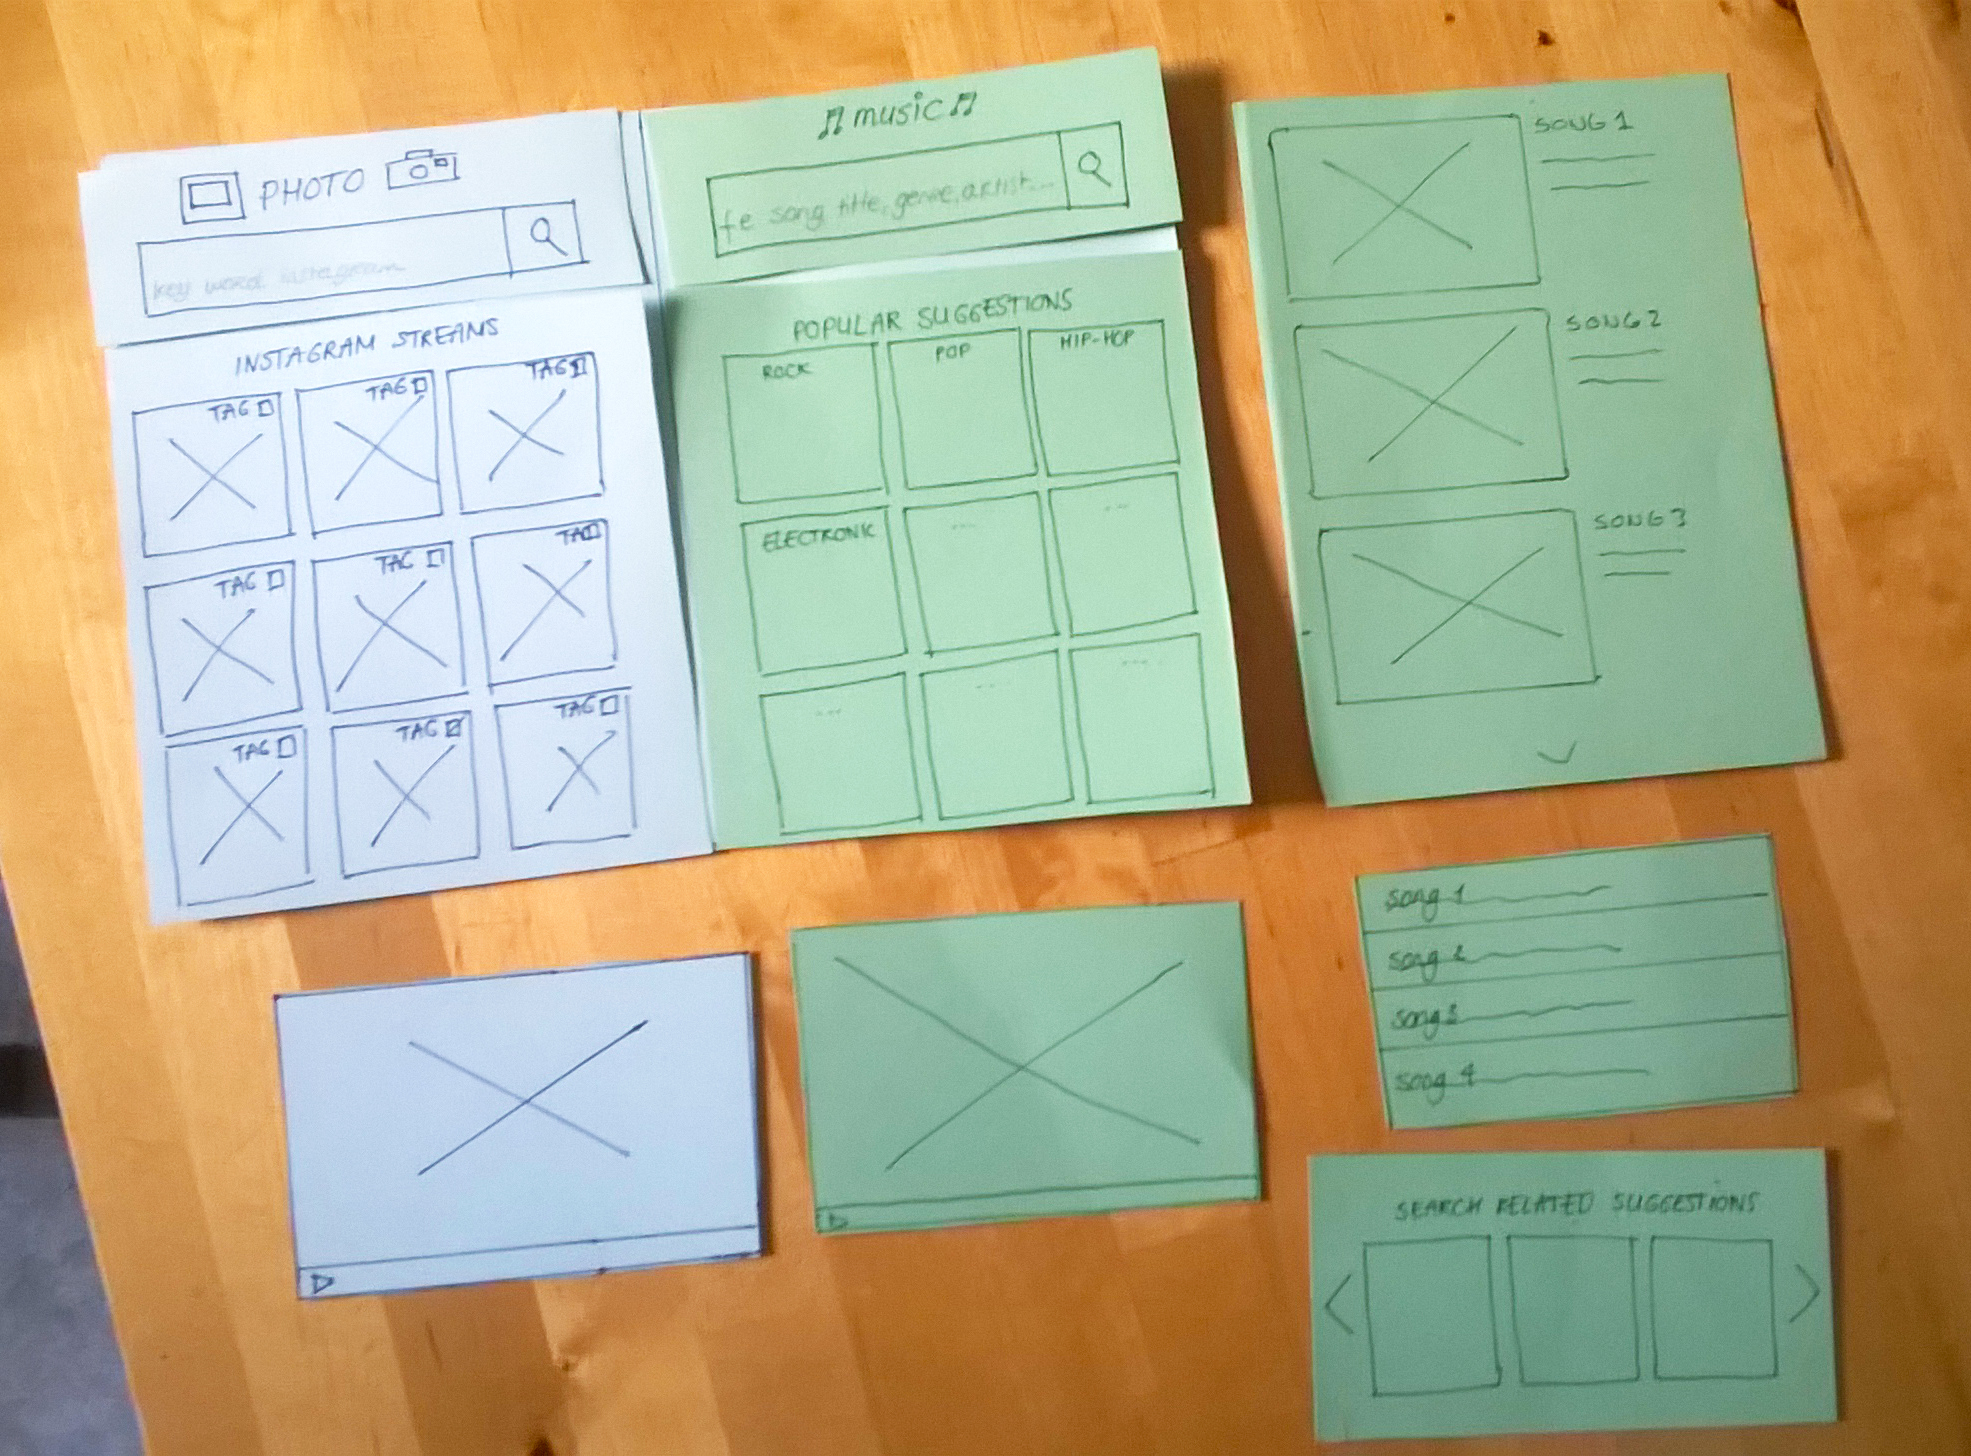 PHOTO
key word instagram
INSTAGRAM STREAMS
TAG TAG TAG
TAG TAG TAG
TAG TAG TAG
music
fe song title, genre, artist...
POPULAR SUGGESTIONS
ROCK POP HIP-HOP
ELECTRONIC ... ...
... ... ...
SONG 1
SONG 2
SONG 3
song 1
song 2
song 3
song 4
SEARCH RELATED SUGGESTIONS